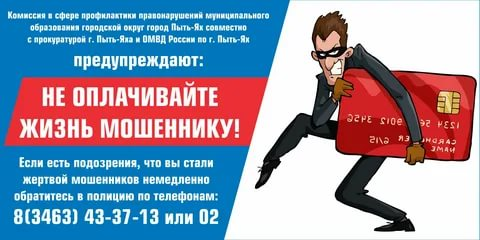 Комиссия в сфере профилактики правонарушений муниципального
образования городской округ город Пыть-Ях совместно
с прокуратурой г. Пыть-Яха и ОМВД России по г. Пыть-Ях
предупреждают:
НЕ ОПЛАЧИВАЙТЕ
ЖИЗНЬ МОШЕННИКУ!
Если есть подозрения, что вы стали
жертвой мошенников немедленно
обратитесь в полицию по телефонам:
8(3463) 43-37-13 или 02
1234 56 9012 3456
CARDHOLDER 6/15
NAME